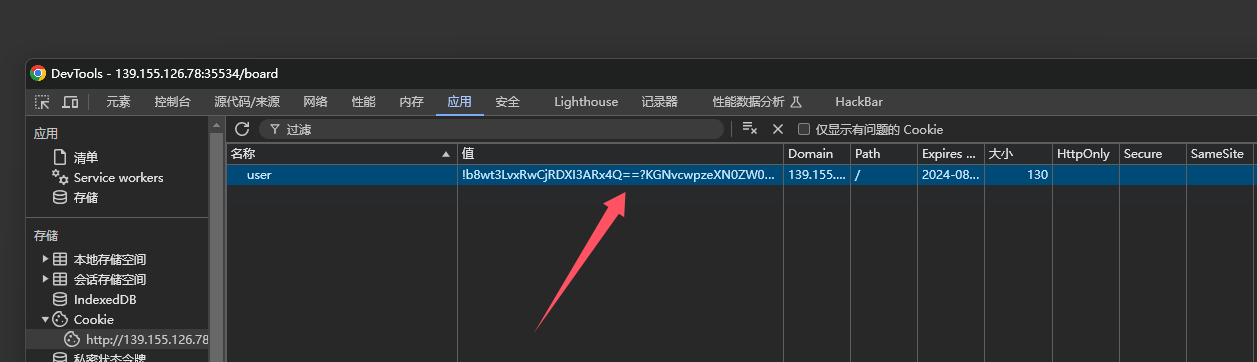 DevTools - 139.155.126.78:35534/board
元素 控制台 源代码/来源 网络 性能 内存 应用 安全 Lighthouse 记录器 性能数据分析 HackBar
应用
清单
Service workers
存储
存储
本地存储空间
会话存储空间
IndexedDB
Cookie
http://139.155.126.78
私密状态令牌
过滤 仅显示有问题的 Cookie
名称 值 Domain Path Expires ... 大小 HttpOnly Secure SameSite
user !b8wt3LvxRwCjRDXI3ARx4Q==?KGNvcwpzeXN0ZW0... 139.155.... / 2024-08... 130